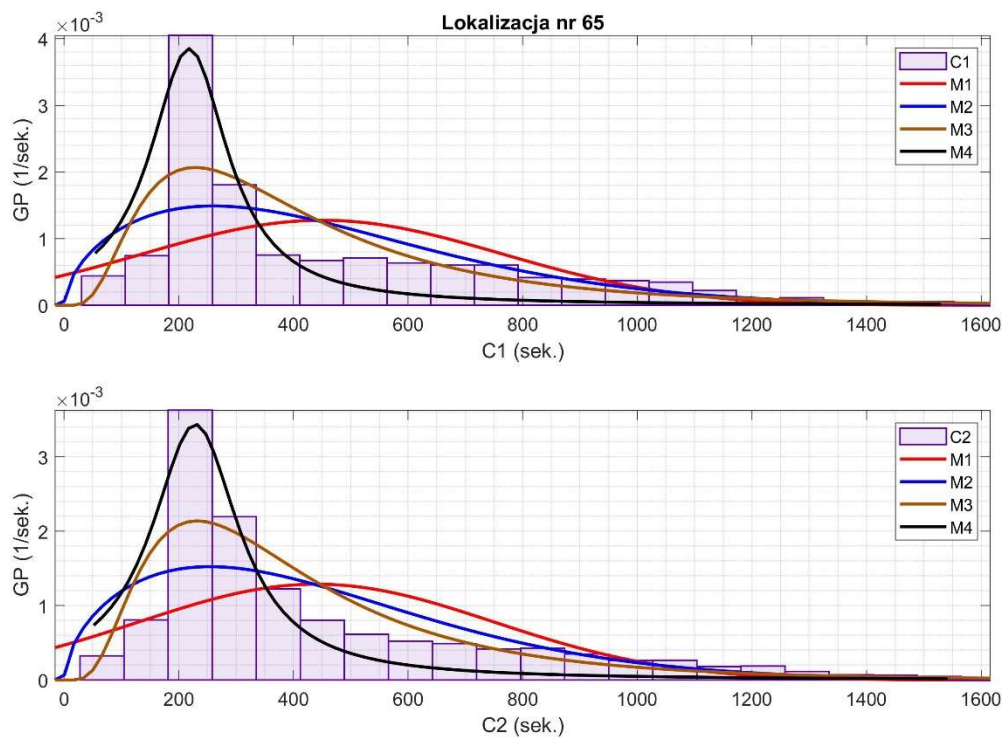 Lokalizacja nr 65
×10⁻³
4
3
2
1
0
GP (1/sek.)
C1
M1
M2
M3
M4
0 200 400 600 800 1000 1200 1400 1600
C1 (sek.)
×10⁻³
3
2
1
0
GP (1/sek.)
C2
M1
M2
M3
M4
0 200 400 600 800 1000 1200 1400 1600
C2 (sek.)